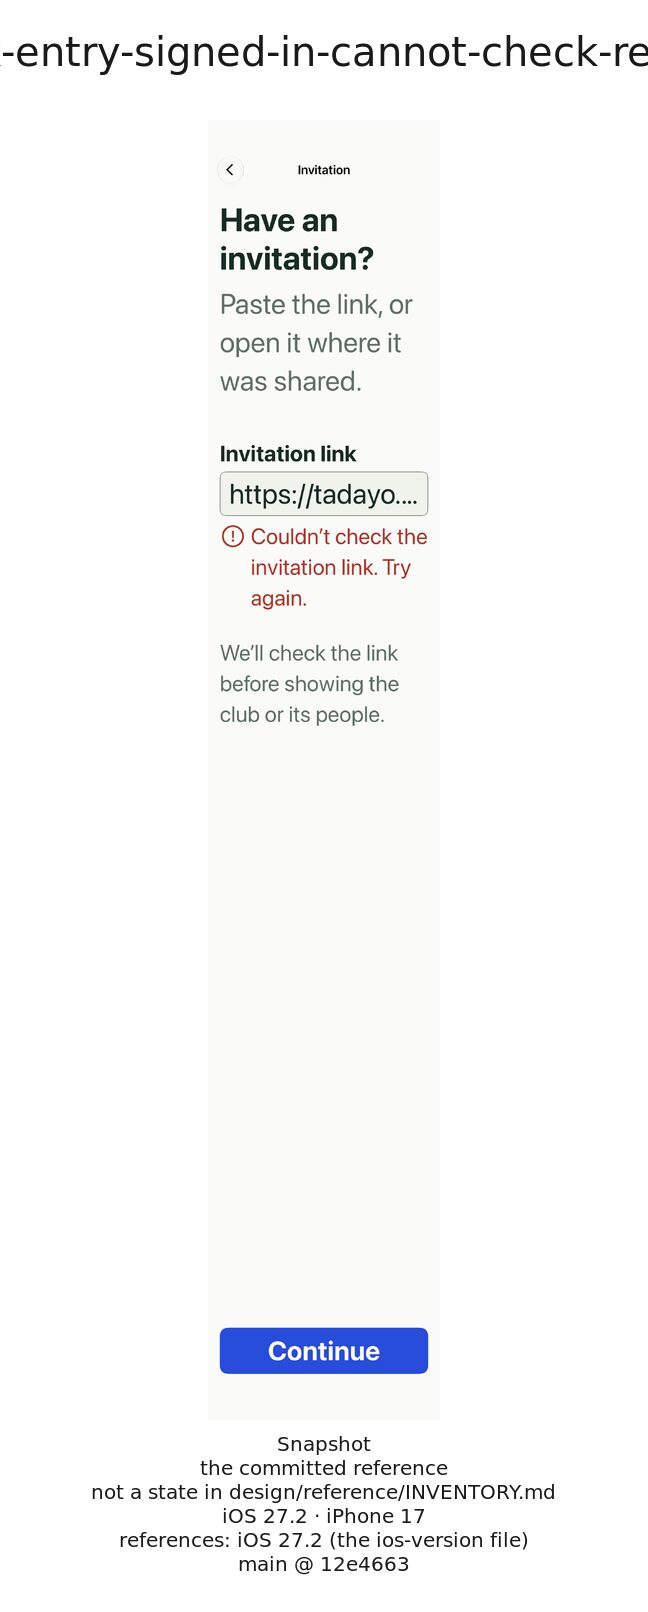 -entry-signed-in-cannot-check-re
Invitation
Have an
invitation?
Paste the link, or
open it where it
was shared.
Invitation link
https://tadayo....
Couldn’t check the
invitation link. Try
again.
We’ll check the link
before showing the
club or its people.
Continue
Snapshot
the committed reference
not a state in design/reference/INVENTORY.md
iOS 27.2 · iPhone 17
references: iOS 27.2 (the ios-version file)
main @ 12e4663